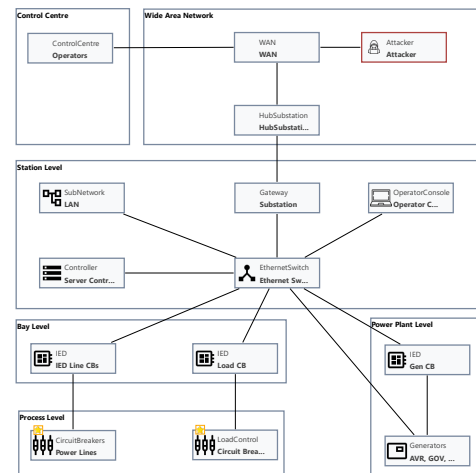 Control Centre
Wide Area Network
ControlCentre
Operators
WAN
WAN
Attacker
Attacker
HubSubstation
HubSubstati...
Station Level
SubNetwork
LAN
Gateway
Substation
OperatorConsole
Operator C...
Controller
Server Contr...
EthernetSwitch
Ethernet Sw...
Bay Level
Power Plant Level
IED
IED Line CBs
IED
Load CB
IED
Gen CB
Process Level
CircuitBreakers
Power Lines
LoadControl
Circuit Brea...
Generators
AVR, GOV, ...